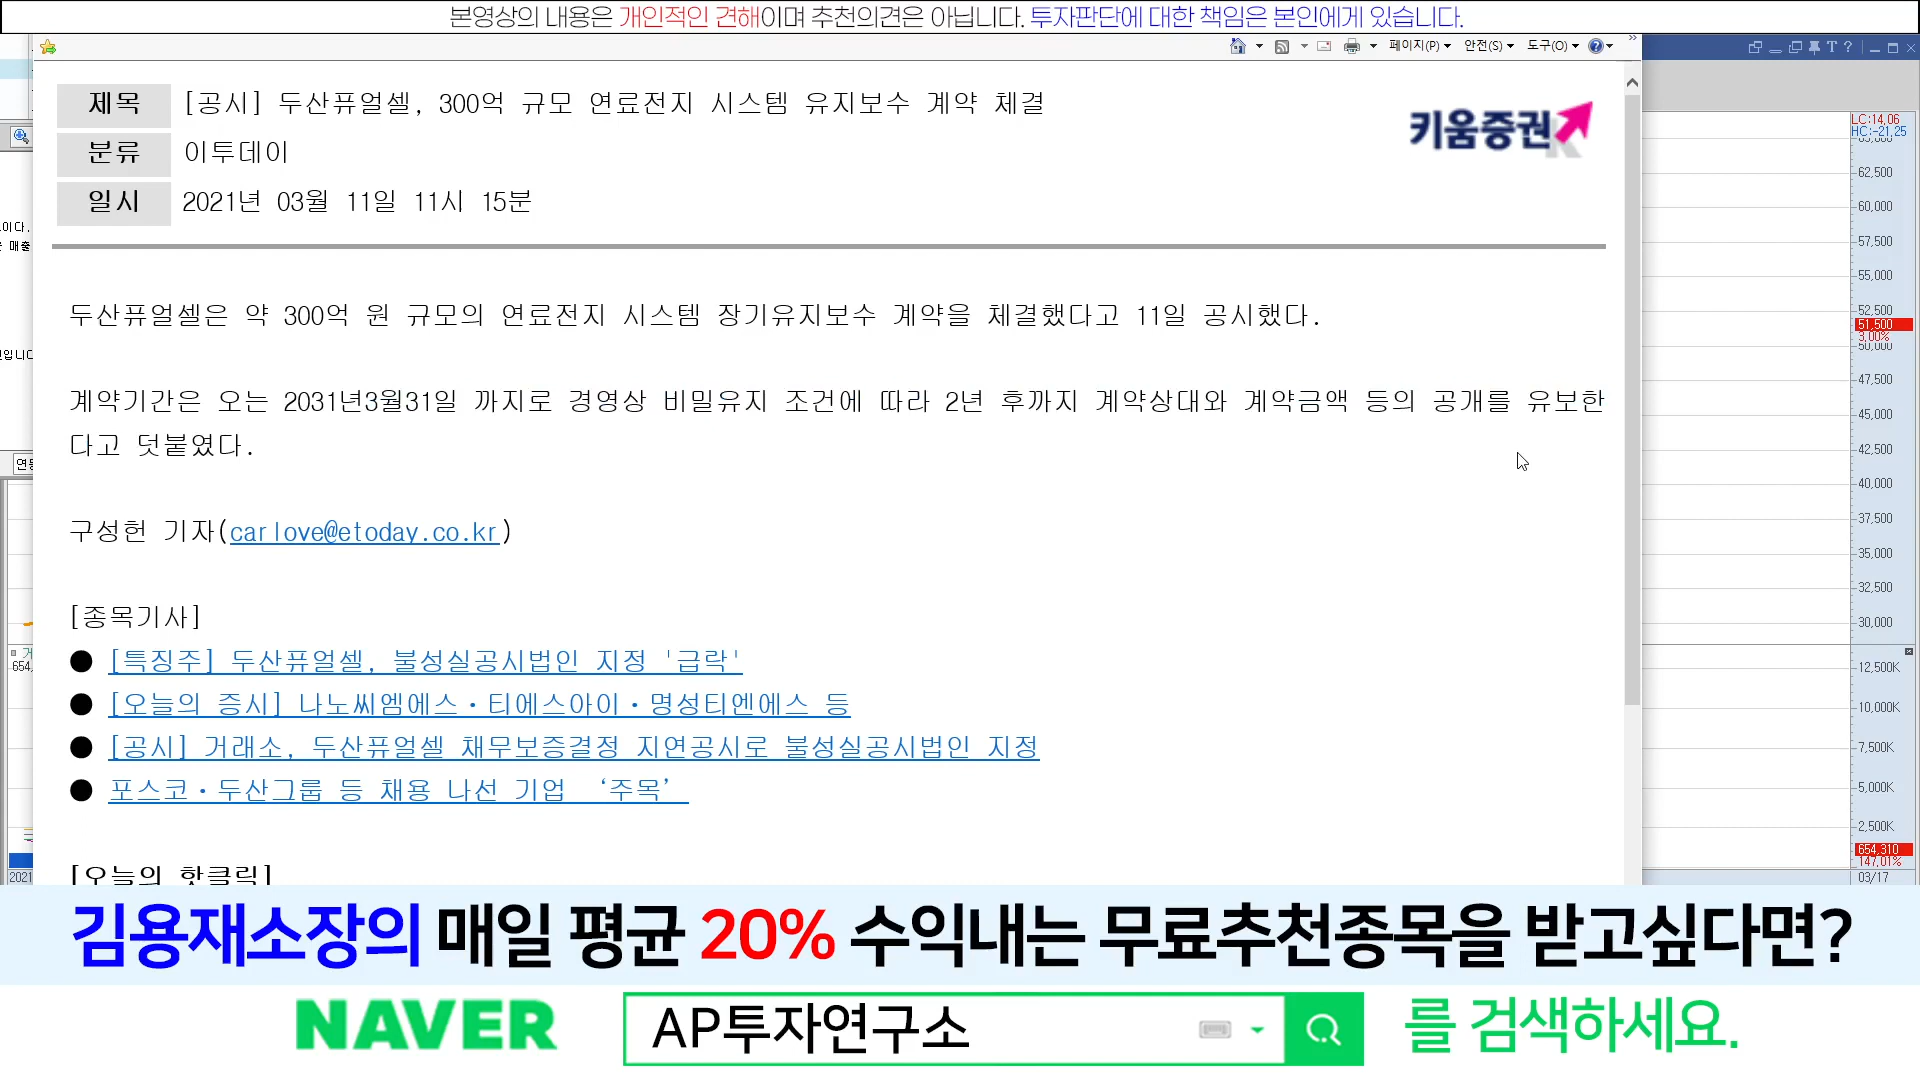 본영상의 내용은 개인적인 견해이며 추천의견은 아닙니다. 투자판단에 대한 책임은 본인에게 있습니다.
페이지(P) 안전(S) 도구(O)
제목 [공시] 두산퓨얼셀, 300억 규모 연료전지 시스템 유지보수 계약 체결
키움증권
분류 이투데이
일시 2021년 03월 11일 11시 15분
두산퓨얼셀은 약 300억 원 규모의 연료전지 시스템 장기유지보수 계약을 체결했다고 11일 공시했다.
계약기간은 오는 2031년3월31일 까지로 경영상 비밀유지 조건에 따라 2년 후까지 계약상대와 계약금액 등의 공개를 유보한
다고 덧붙였다.
구성헌 기자(carlove@etoday.co.kr)
[종목기사]
● [특징주] 두산퓨얼셀, 불성실공시법인 지정 '급락'
● [오늘의 증시] 나노씨엠에스·티에스아이·명성티엔에스 등
● [공시] 거래소, 두산퓨얼셀 채무보증결정 지연공시로 불성실공시법인 지정
● 포스코·두산그룹 등 채용 나선 기업 ‘주목’
[오늘의 핫클릭]
LC:14,06
HC:-21,25
62,500
60,000
57,500
55,000
52,500
51,500
3,00%
50,000
47,500
45,000
42,500
40,000
37,500
35,000
32,500
30,000
12,500K
10,000K
7,500K
5,000K
2,500K
654,310
147,01%
03/17
이다.
매출
입니다
654,
2021
김용재소장의 매일 평균 20% 수익내는 무료추천종목을 받고싶다면?
NAVER AP투자연구소 를 검색하세요.